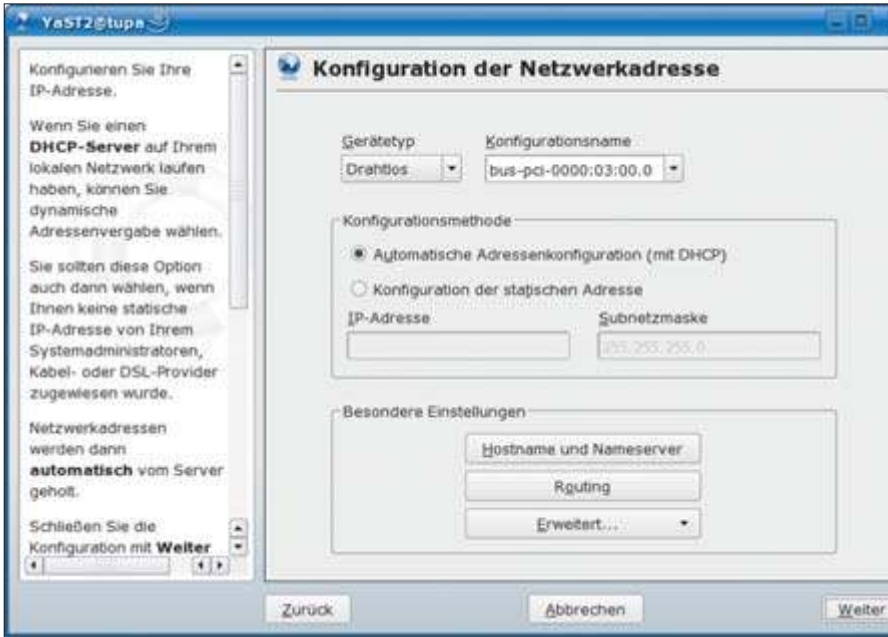 YaST2@tupa
Konfigurieren Sie Ihre
IP-Adresse.
Wenn Sie einen
DHCP-Server auf Ihrem
lokalen Netzwerk laufen
haben, können Sie
dynamische
Adressenvergabe wählen.
Sie sollten diese Option
auch dann wählen, wenn
Ihnen keine statische
IP-Adresse von Ihrem
Systemadministratoren,
Kabel- oder DSL-Provider
zugewiesen wurde.
Netzwerkadressen
werden dann
automatisch vom Server
geholt.
Schließen Sie die
Konfiguration mit Weiter
Konfiguration der Netzwerkadresse
Gerätetyp
Konfigurationsname
Drahtlos
bus-pci-0000:03:00.0
Konfigurationsmethode
Automatische Adressenkonfiguration (mit DHCP)
Konfiguration der statischen Adresse
IP-Adresse
Subnetzmaske
255.255.255.0
Besondere Einstellungen
Hostname und Nameserver
Routing
Erweitert...
Zurück
Abbrechen
Weiter